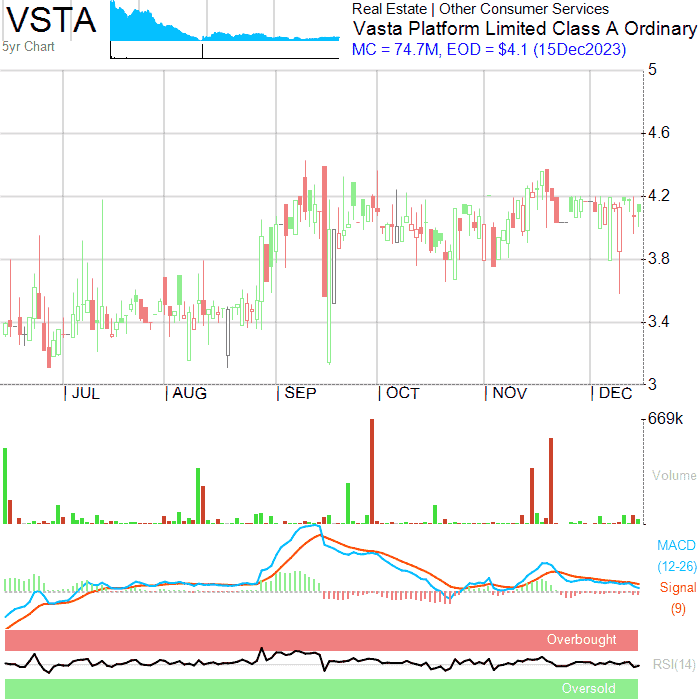 VSTA
5yr Chart
Real Estate | Other Consumer Services
Vasta Platform Limited Class A Ordinary
MC = 74.7M, EOD = $4.1 (15Dec2023)
5
4.6
4.2
3.8
3.4
3
| JUL | AUG | SEP | OCT | NOV | DEC
669k
Volume
MACD
(12-26)
Signal
(9)
Overbought
RSI(14)
Oversold